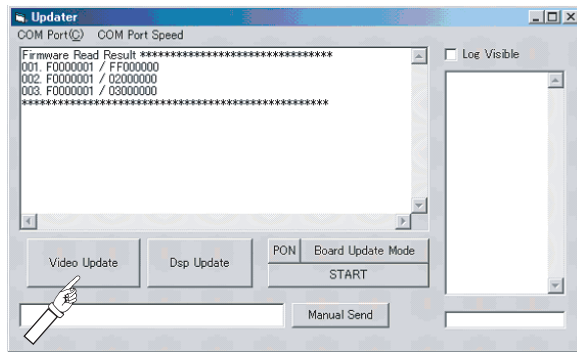 Updater
COM Port(C) COM Port Speed
Firmware Read Result *********************************
001. F0000001 / FF000000
002. F0000001 / 02000000
003. F0000001 / 03000000
****************************************************
Log Visible
Video Update
Dsp Update
PON
Board Update Mode
START
Manual Send